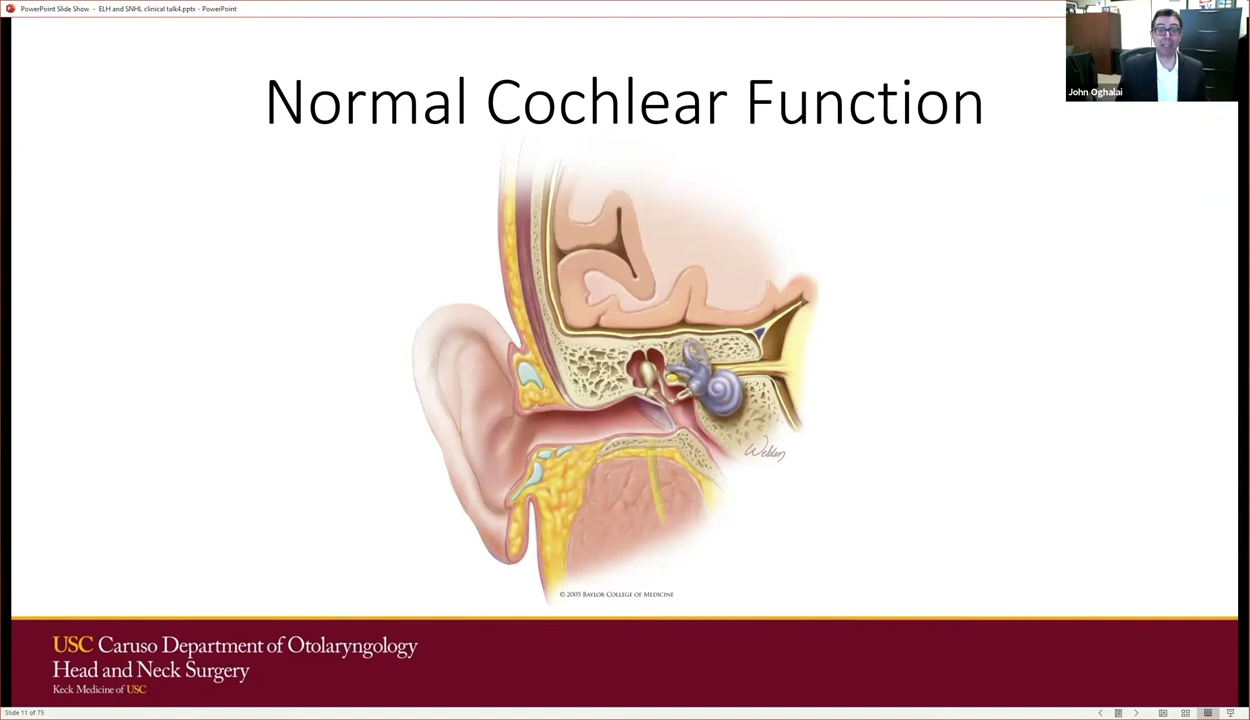 PowerPoint Slide Show - ELH and SNHL clinical talk4.pptx - PowerPoint
John Oghalai
Normal Cochlear Function
Welden
© 2005 BAYLOR COLLEGE OF MEDICINE
USC Caruso Department of Otolaryngology
Head and Neck Surgery
Keck Medicine of USC
Slide 11 of 75